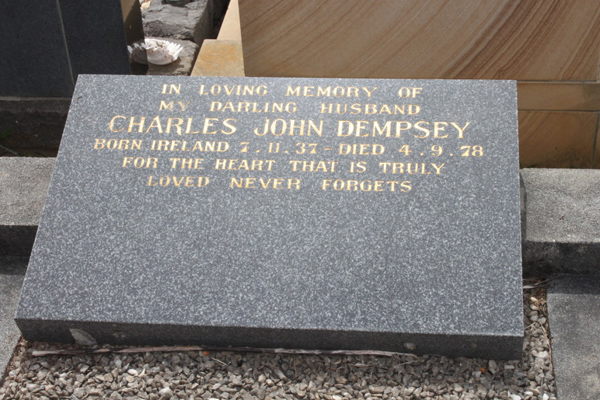 IN LOVING MEMORY OF
MY DARLING HUSBAND
CHARLES JOHN DEMPSEY
BORN IRELAND 7.11.37 - DIED 4.9.78
FOR THE HEART THAT IS TRULY
LOVED NEVER FORGETS